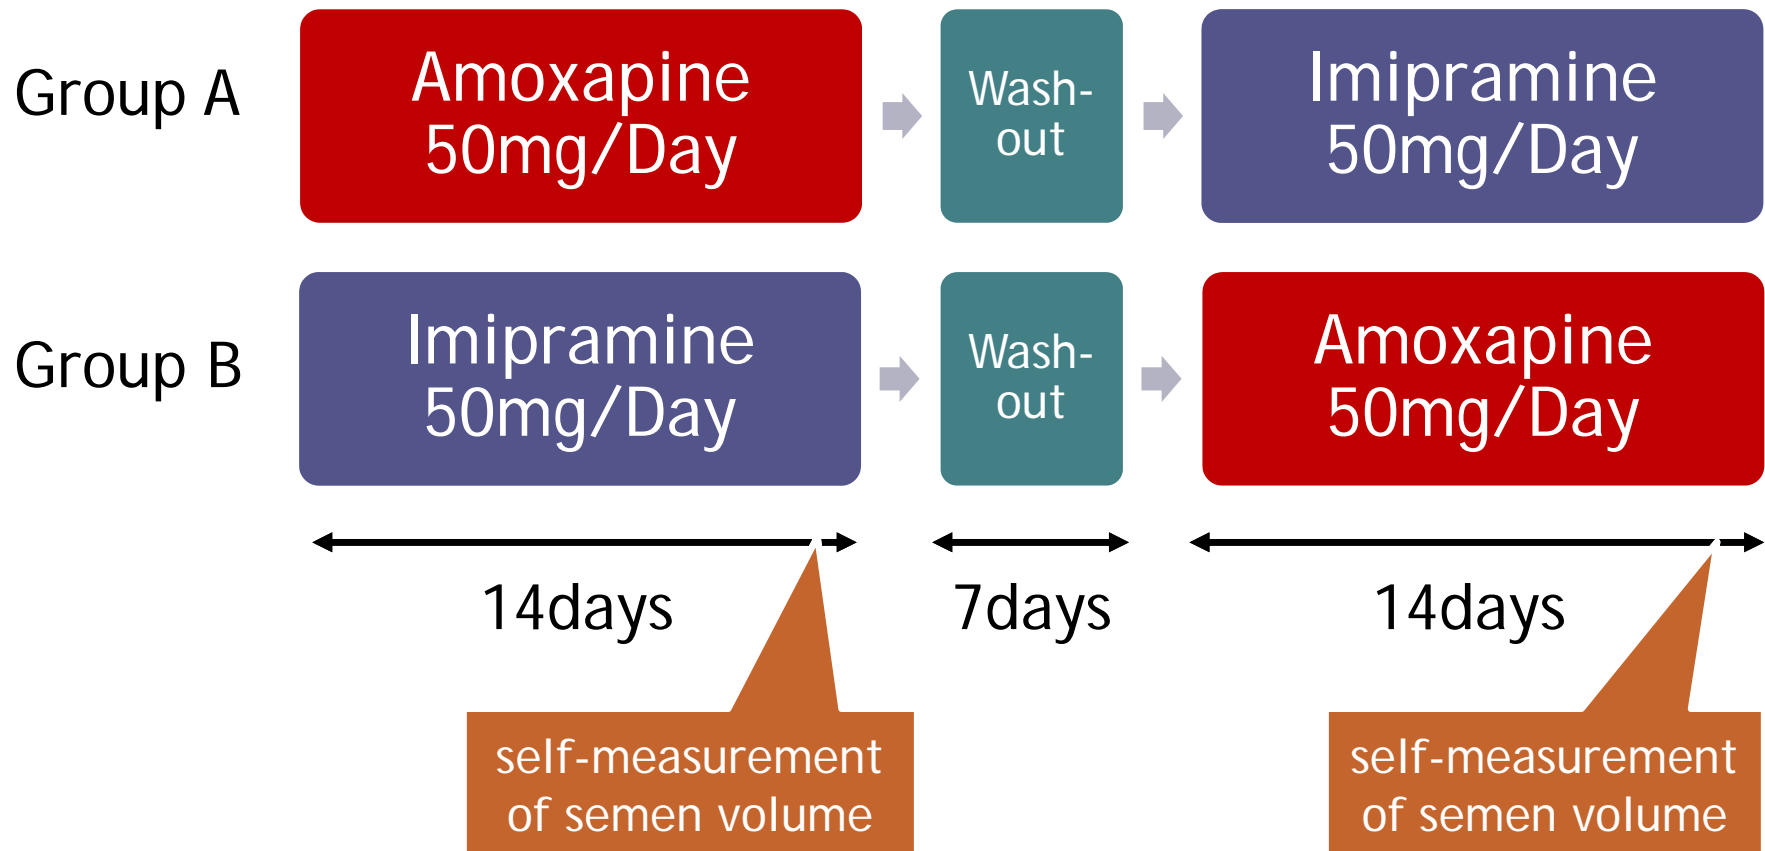 Group A
Amoxapine
50mg/Day
Wash-
out
Imipramine
50mg/Day
Group B
Imipramine
50mg/Day
Wash-
out
Amoxapine
50mg/Day
14days
7days
14days
self-measurement
of semen volume
self-measurement
of semen volume